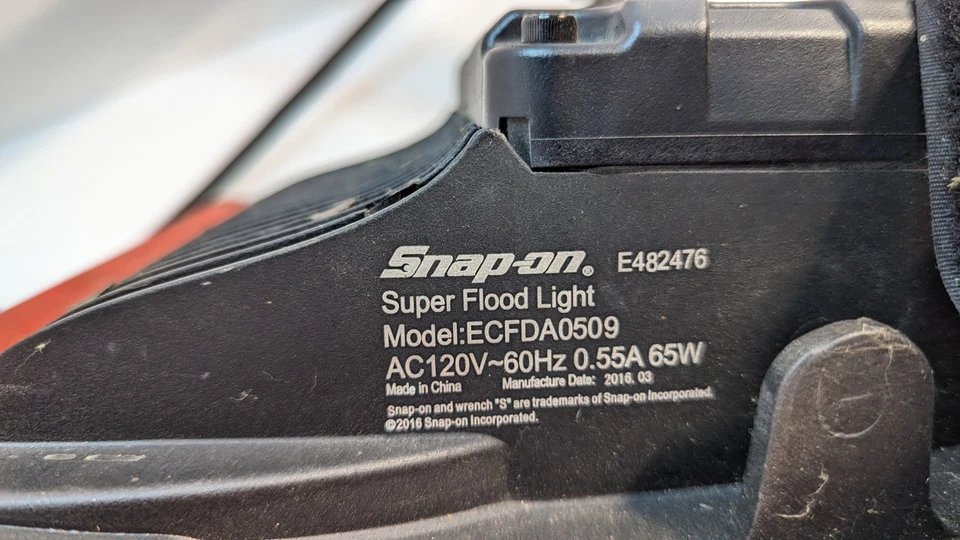 Snap-on® E482476
Super Flood Light
Model:ECFDA0509
AC120V~60Hz 0.55A 65W
Made in China Manufacture Date: 2016. 03
Snap-on and wrench "S" are trademarks of Snap-on Incorporated.
©2016 Snap-on Incorporated.